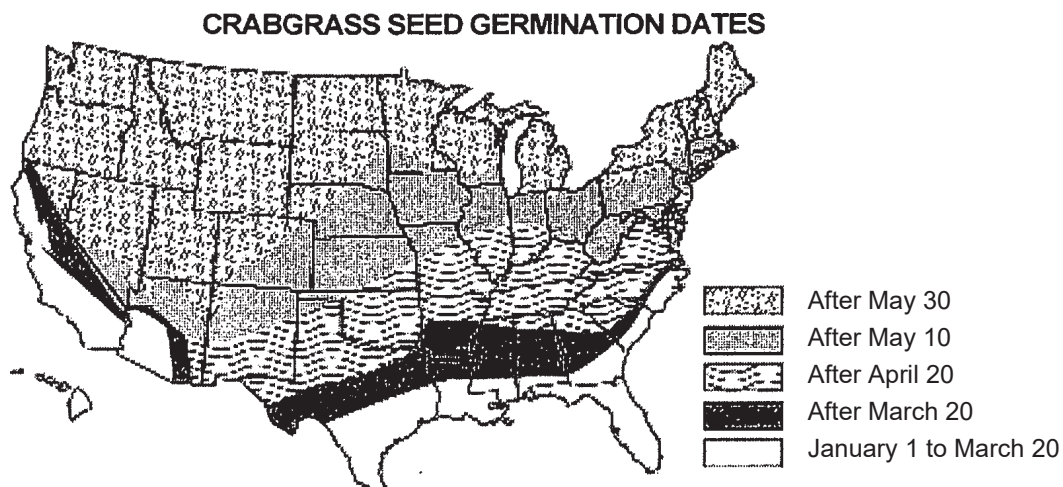 CRABGRASS SEED GERMINATION DATES
After May 30
After May 10
After April 20
After March 20
January 1 to March 20